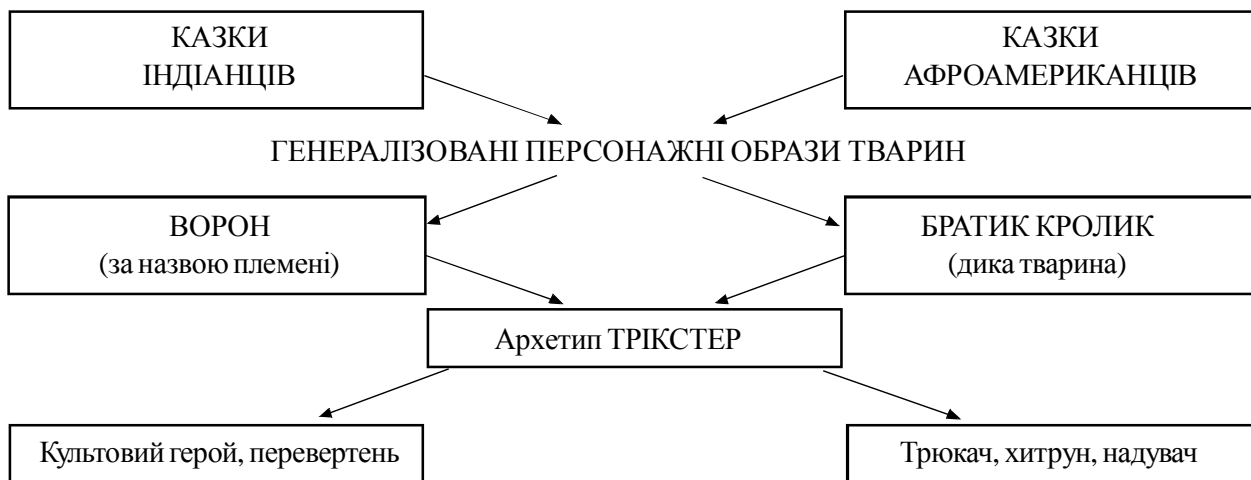 КАЗКИ
ІНДІАНЦІВ
КАЗКИ
АФРОАМЕРИКАНЦІВ
ГЕНЕРАЛІЗОВАНІ ПЕРСОНАЖНІ ОБРАЗИ ТВАРИН
ВОРОН
(за назвою племені)
БРАТИК КРОЛИК
(дика тварина)
Архетип ТРІКСТЕР
Культовий герой, перевертень
Трюкач, хитрун, надувач